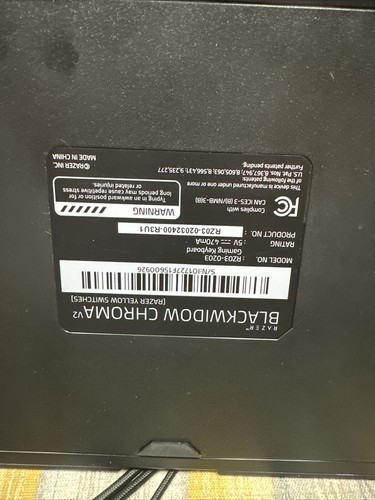 RAZER™
BLACKWIDOW CHROMA V2
[RAZER YELLOW SWITCHES]
MODEL NO. : RZ03-0203
Gaming Keyboard
RATING : 5V ⎓ 470mA
PRODUCT NO. : RZ03-02032400-R3U1
FC Complies with
CAN ICES-3(B)/NMB-3(B)
WARNING
Typing in an awkward position or for
long periods may cause repetitive stress
or related injuries.
This device manufactured under one or more
of the following patents:
U.S. Pat. Nos. 8,367,947; 8,605,063; 8,566,431; 9,235,277
Further patents pending.
©RAZER INC.
MADE IN CHINA